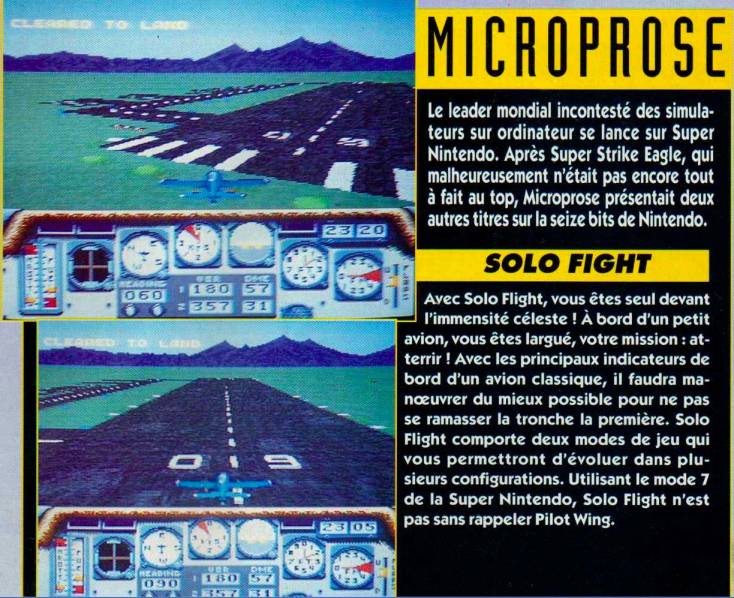 CLEARED TO LAND
23 20
HEADING
060
VOR
DME
180
57
357
31
CLEARED TO LAND
09
23 05
HEADING
090
DME
180
57
357
31
MICROPROSE
Le leader mondial incontesté des simula-
teurs sur ordinateur se lance sur Super
Nintendo. Après Super Strike Eagle, qui
malheureusement n'était pas encore tout
à fait au top, Microprose présentait deux
autres titres sur la seize bits de Nintendo.
SOLO FIGHT
Avec Solo Flight, vous êtes seul devant
l'immensité céleste ! À bord d'un petit
avion, vous êtes largué, votre mission : at-
terrir ! Avec les principaux indicateurs de
bord d'un avion classique, il faudra ma-
nœuvrer du mieux possible pour ne pas
se ramasser la tronche la première. Solo
Flight comporte deux modes de jeu qui
vous permettront d'évoluer dans plu-
sieurs configurations. Utilisant le mode 7
de la Super Nintendo, Solo Flight n'est
pas sans rappeler Pilot Wing.